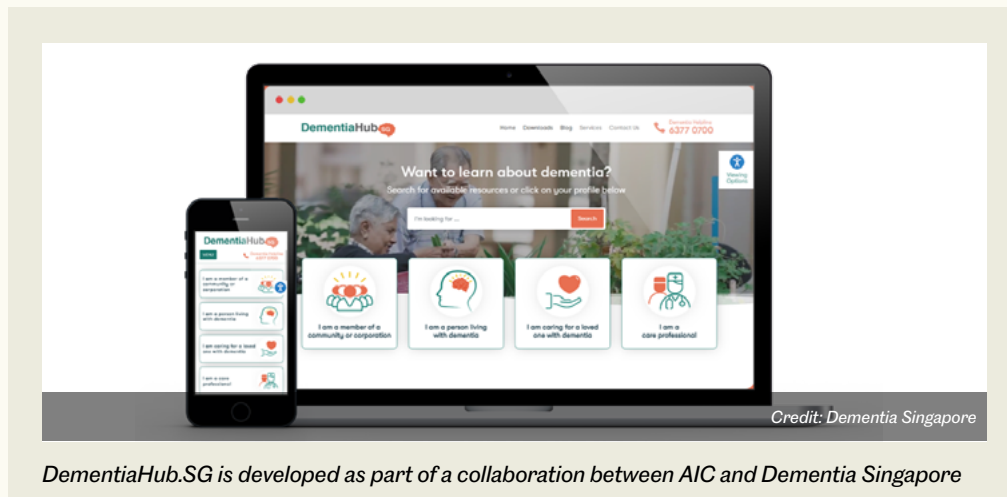 DementiaHub.SG
Home Downloads Blog Services Contact Us
Dementia Helpline
6377 0700
Viewing
Options
Want to learn about dementia?
Search for available resources or click on your profile below
I'm looking for ...
Search
I am a member of a
community or corporation
I am a person living
with dementia
I am caring for a loved
one with dementia
I am a
care professional
DementiaHub.SG
MENU
6377 0700
I am a member of a
community or
corporation
I am a person living
with dementia
I am caring for a loved
one with dementia
I am a care
professional
Credit: Dementia Singapore
DementiaHub.SG is developed as part of a collaboration between AIC and Dementia Singapore